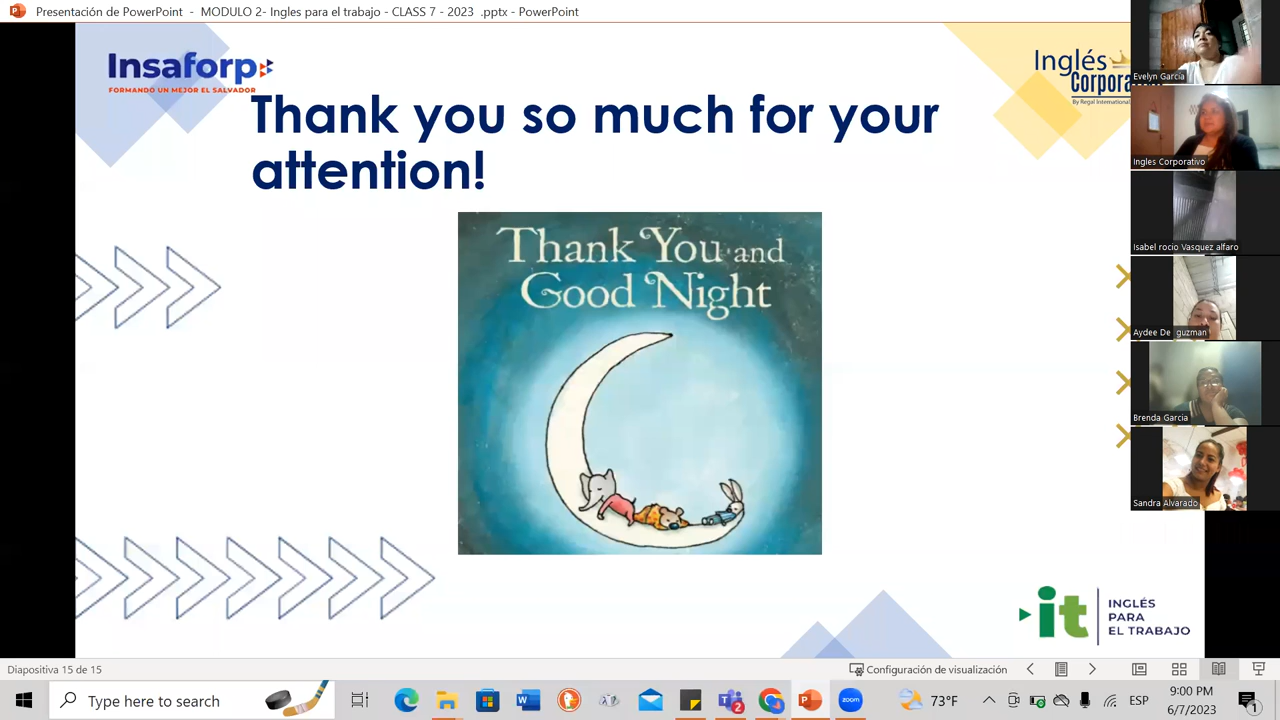 Presentación de PowerPoint - MODULO 2- Ingles para el trabajo - CLASS 7 - 2023 .pptx - PowerPoint
Insaforp
FORMANDO UN MEJOR EL SALVADOR
Inglés
Corpora
By Regal International
Thank you so much for your
attention!
Thank You and
Good Night
Evelyn García
Ingles Corporativo
Isabel rocio Vasquez alfaro
Aydee De guzman
Brenda Garcia
Sandra Alvarado
it
INGLÉS
PARA
EL TRABAJO
Diapositiva 15 de 15
Configuración de visualización
Type here to search
2
zoom
73°F
ESP
9:00 PM
6/7/2023
1